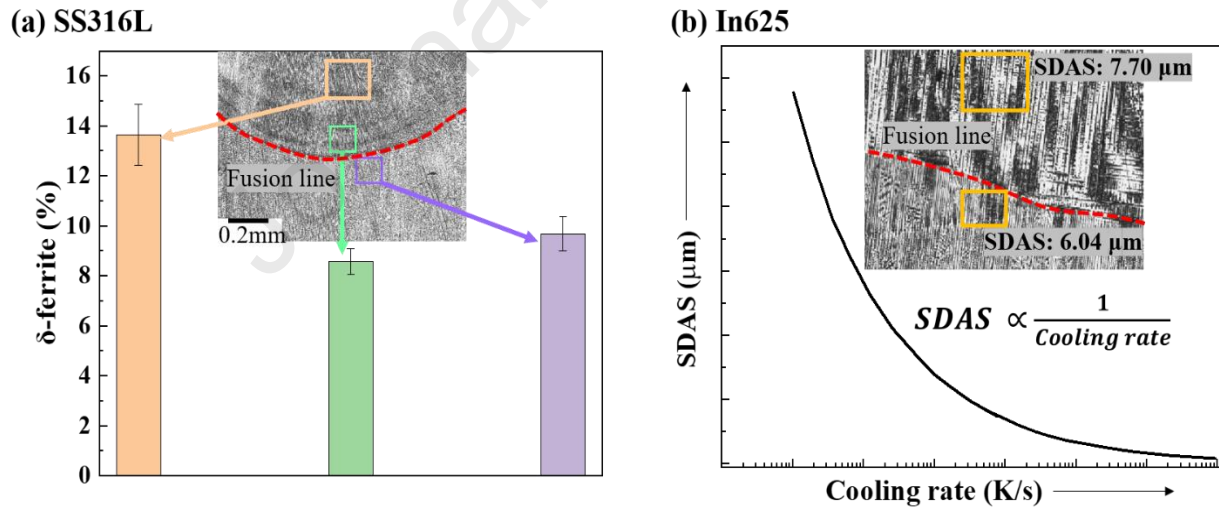 (a) SS316L
16
14
12
10
8
6
4
2
0
δ-ferrite (%)
Fusion line
0.2mm
(b) In625
SDAS (μm)
SDAS: 7.70 μm
Fusion line
SDAS: 6.04 μm
SDAS ∝ 1
Cooling rate
Cooling rate (K/s)